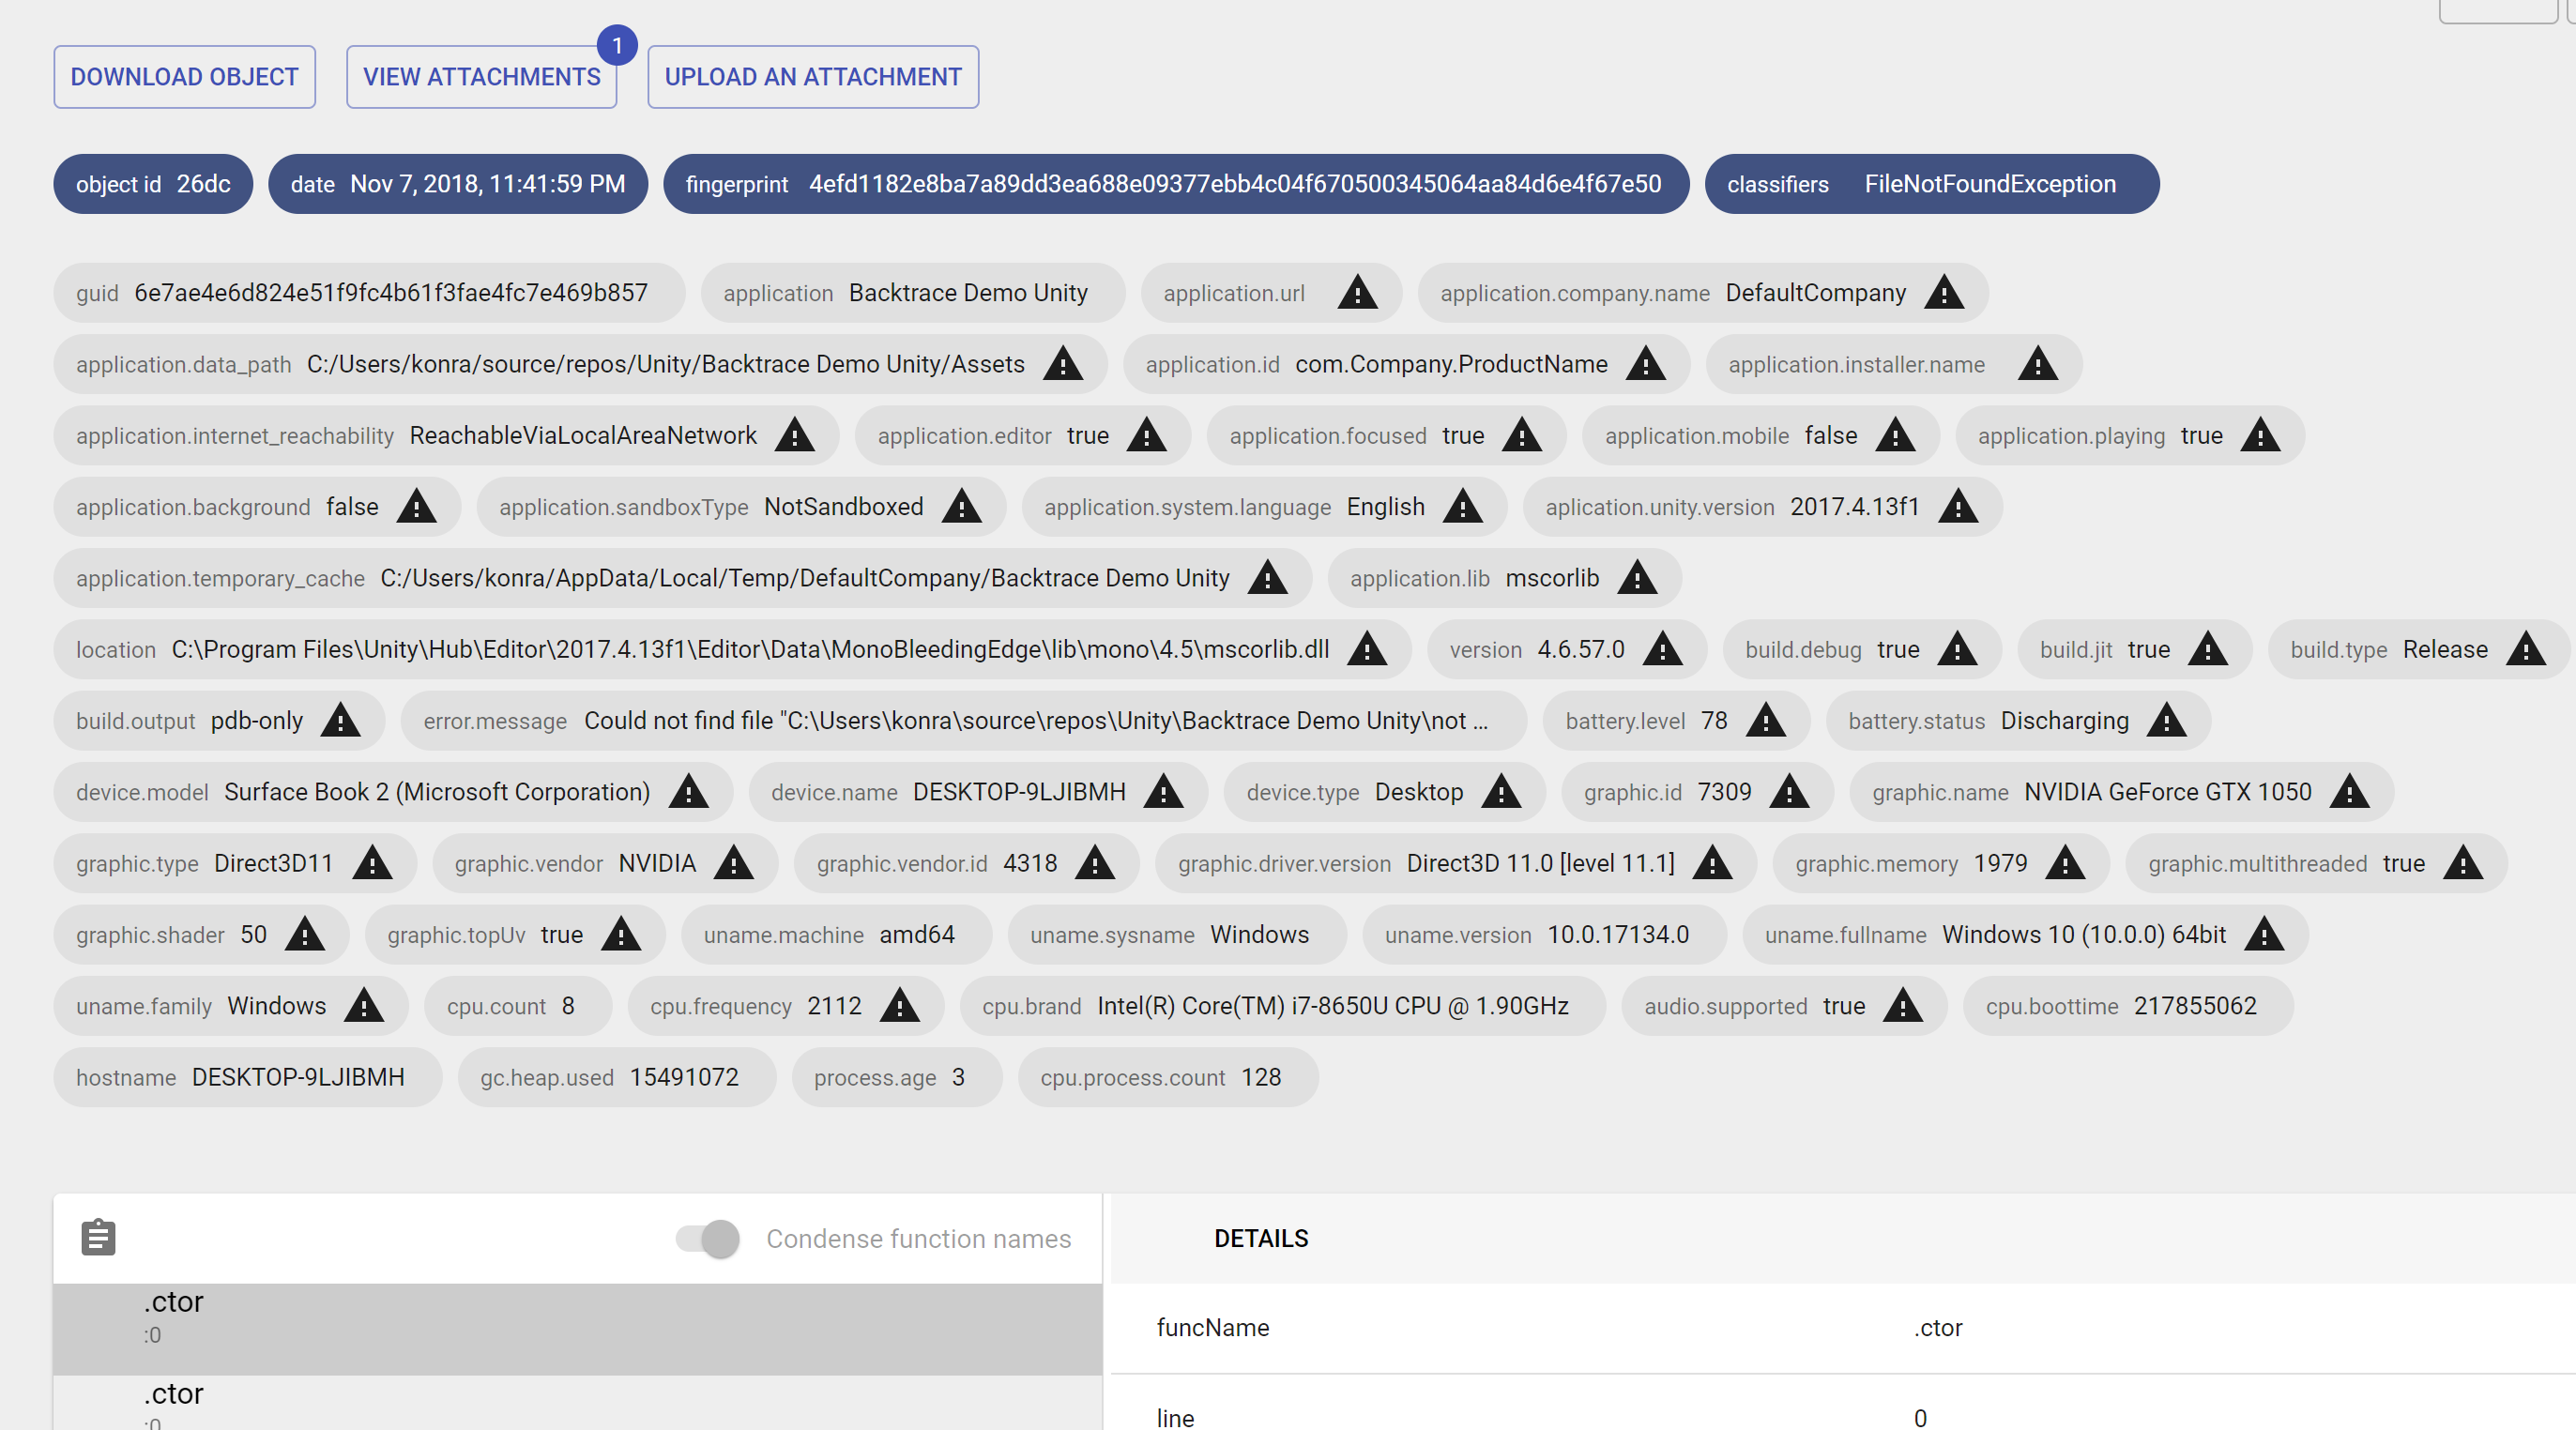 1
DOWNLOAD OBJECT VIEW ATTACHMENTS UPLOAD AN ATTACHMENT
object id 26dc date Nov 7, 2018, 11:41:59 PM fingerprint 4efd1182e8ba7a89dd3ea688e09377ebb4c04f670500345064aa84d6e4f67e50 classifiers FileNotFoundException
guid 6e7ae4e6d824e51f9fc4b61f3fae4fc7e469b857 application Backtrace Demo Unity application.url application.company.name DefaultCompany
application.data_path C:/Users/konra/source/repos/Unity/Backtrace Demo Unity/Assets application.id com.Company.ProductName application.installer.name
application.internet_reachability ReachableViaLocalAreaNetwork application.editor true application.focused true application.mobile false application.playing true
application.background false application.sandboxType NotSandboxed application.system.language English aplication.unity.version 2017.4.13f1
application.temporary_cache C:/Users/konra/AppData/Local/Temp/DefaultCompany/Backtrace Demo Unity application.lib mscorlib
location C:\Program Files\Unity\Hub\Editor\2017.4.13f1\Editor\Data\MonoBleedingEdge\lib\mono\4.5\mscorlib.dll version 4.6.57.0 build.debug true build.jit true build.type Release
build.output pdb-only error.message Could not find file "C:\Users\konra\source\repos\Unity\Backtrace Demo Unity\not ... battery.level 78 battery.status Discharging
device.model Surface Book 2 (Microsoft Corporation) device.name DESKTOP-9LJIBMH device.type Desktop graphic.id 7309 graphic.name NVIDIA GeForce GTX 1050
graphic.type Direct3D11 graphic.vendor NVIDIA graphic.vendor.id 4318 graphic.driver.version Direct3D 11.0 [level 11.1] graphic.memory 1979 graphic.multithreaded true
graphic.shader 50 graphic.topUv true uname.machine amd64 uname.sysname Windows uname.version 10.0.17134.0 uname.fullname Windows 10 (10.0.0) 64bit
uname.family Windows cpu.count 8 cpu.frequency 2112 cpu.brand Intel(R) Core(TM) i7-8650U CPU @ 1.90GHz audio.supported true cpu.boottime 217855062
hostname DESKTOP-9LJIBMH gc.heap.used 15491072 process.age 3 cpu.process.count 128
Condense function names DETAILS
.ctor
:0
funcName .ctor
.ctor
:0
line 0